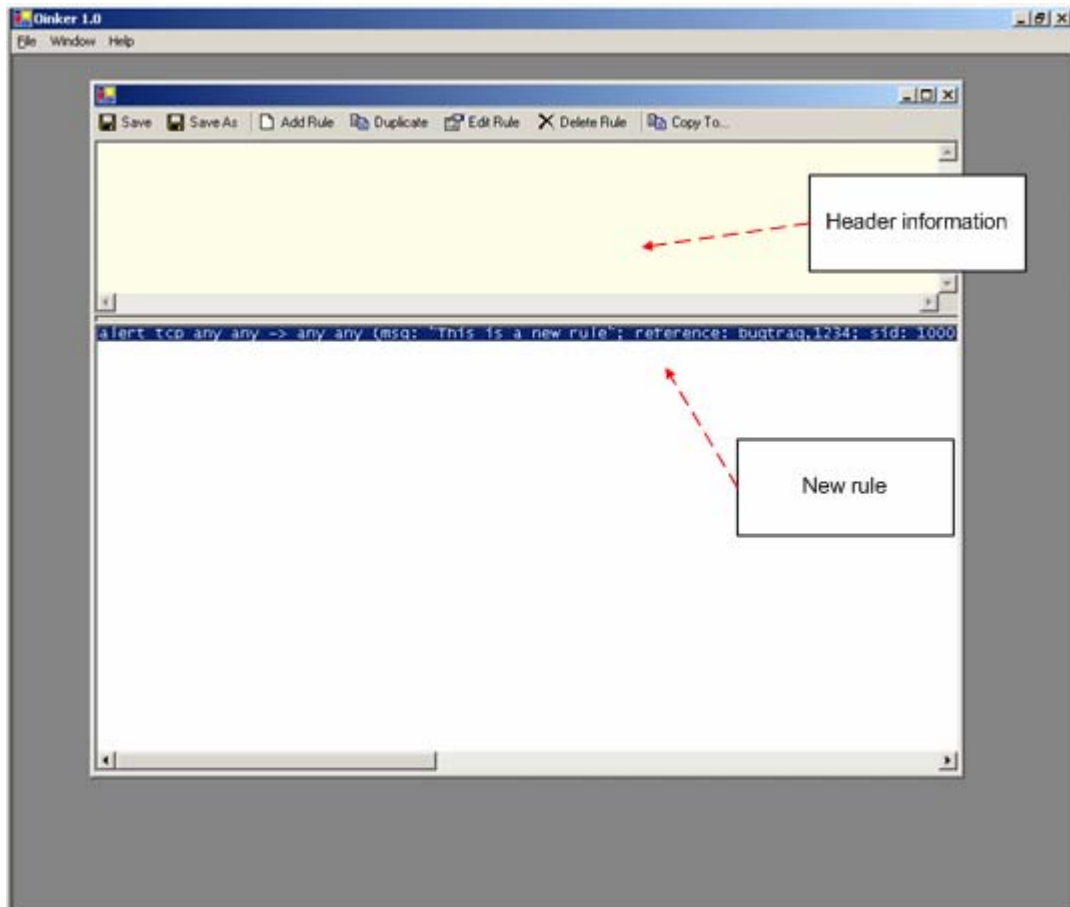 Oinker 1.0
File Window Help
Save Save As Add Rule Duplicate Edit Rule Delete Rule Copy To...
Header information
alert tcp any any -> any any (msg: "This is a new rule"; reference: bugtraq,1234; sid: 1000
New rule